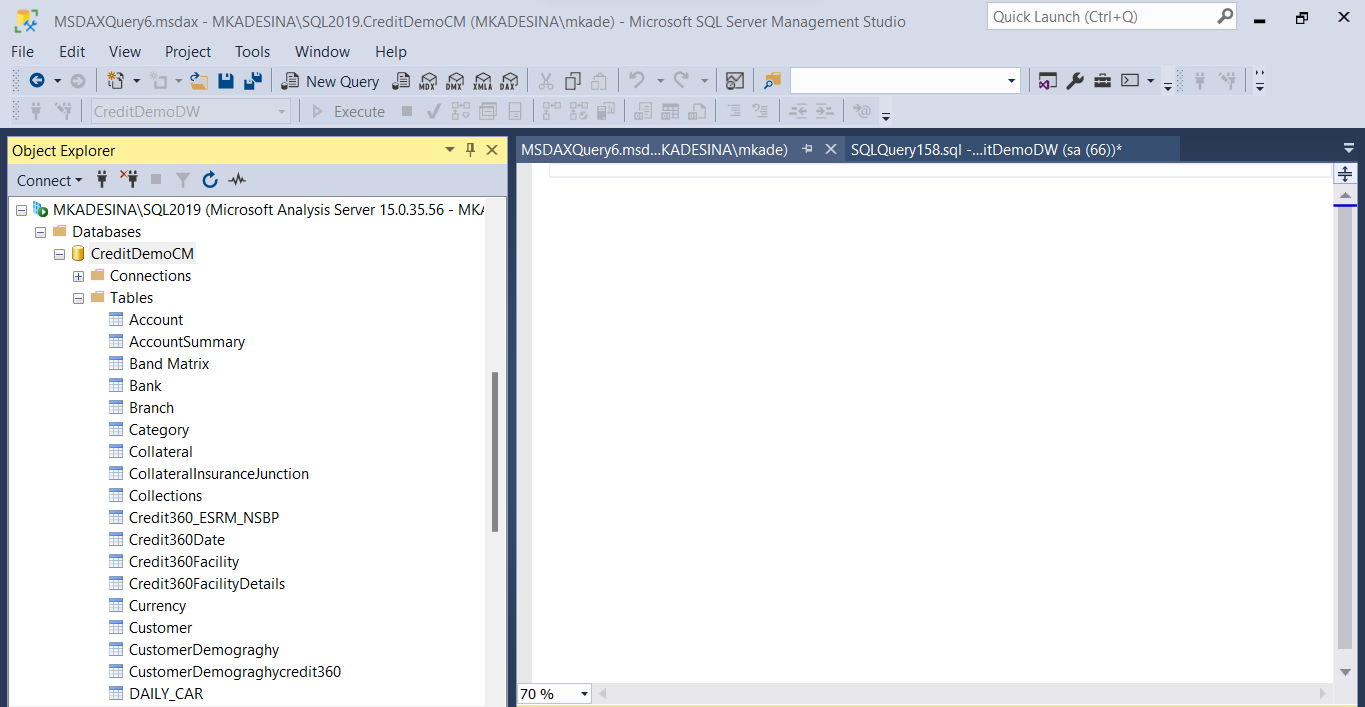 MSDAXQuery6.msdax - MKADESINA\SQL2019.CreditDemoCM (MKADESINA\mkade) - Microsoft SQL Server Management Studio
Quick Launch (Ctrl+Q)
File Edit View Project Tools Window Help
New Query MDX DMX XMLA DAX
CreditDemoDW Execute
Object Explorer
MSDAXQuery6.msd...KADESINA\mkade) SQLQuery158.sql -...itDemoDW (sa (66))*
Connect
MKADESINA\SQL2019 (Microsoft Analysis Server 15.0.35.56 - MKA
Databases
CreditDemoCM
Connections
Tables
Account
AccountSummary
Band Matrix
Bank
Branch
Category
Collateral
CollateralInsuranceJunction
Collections
Credit360_ESRM_NSBP
Credit360Date
Credit360Facility
Credit360FacilityDetails
Currency
Customer
CustomerDemograghy
CustomerDemograghycredit360
DAILY_CAR
70 %